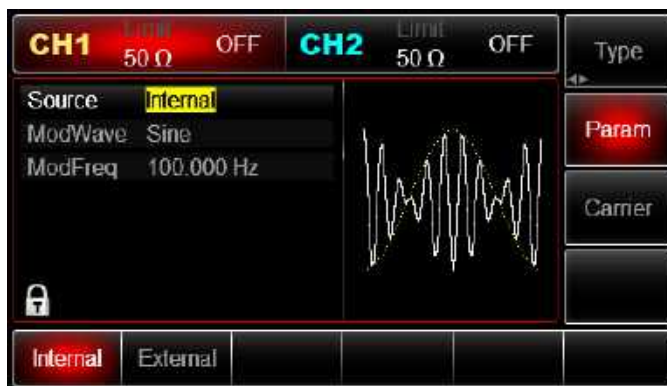 CH1 Limit 50 Ω OFF CH2 Limit 50 Ω OFF
Type
Source Internal
ModWave Sine
ModFreq 100.000 Hz
Param
Carrier
Internal External